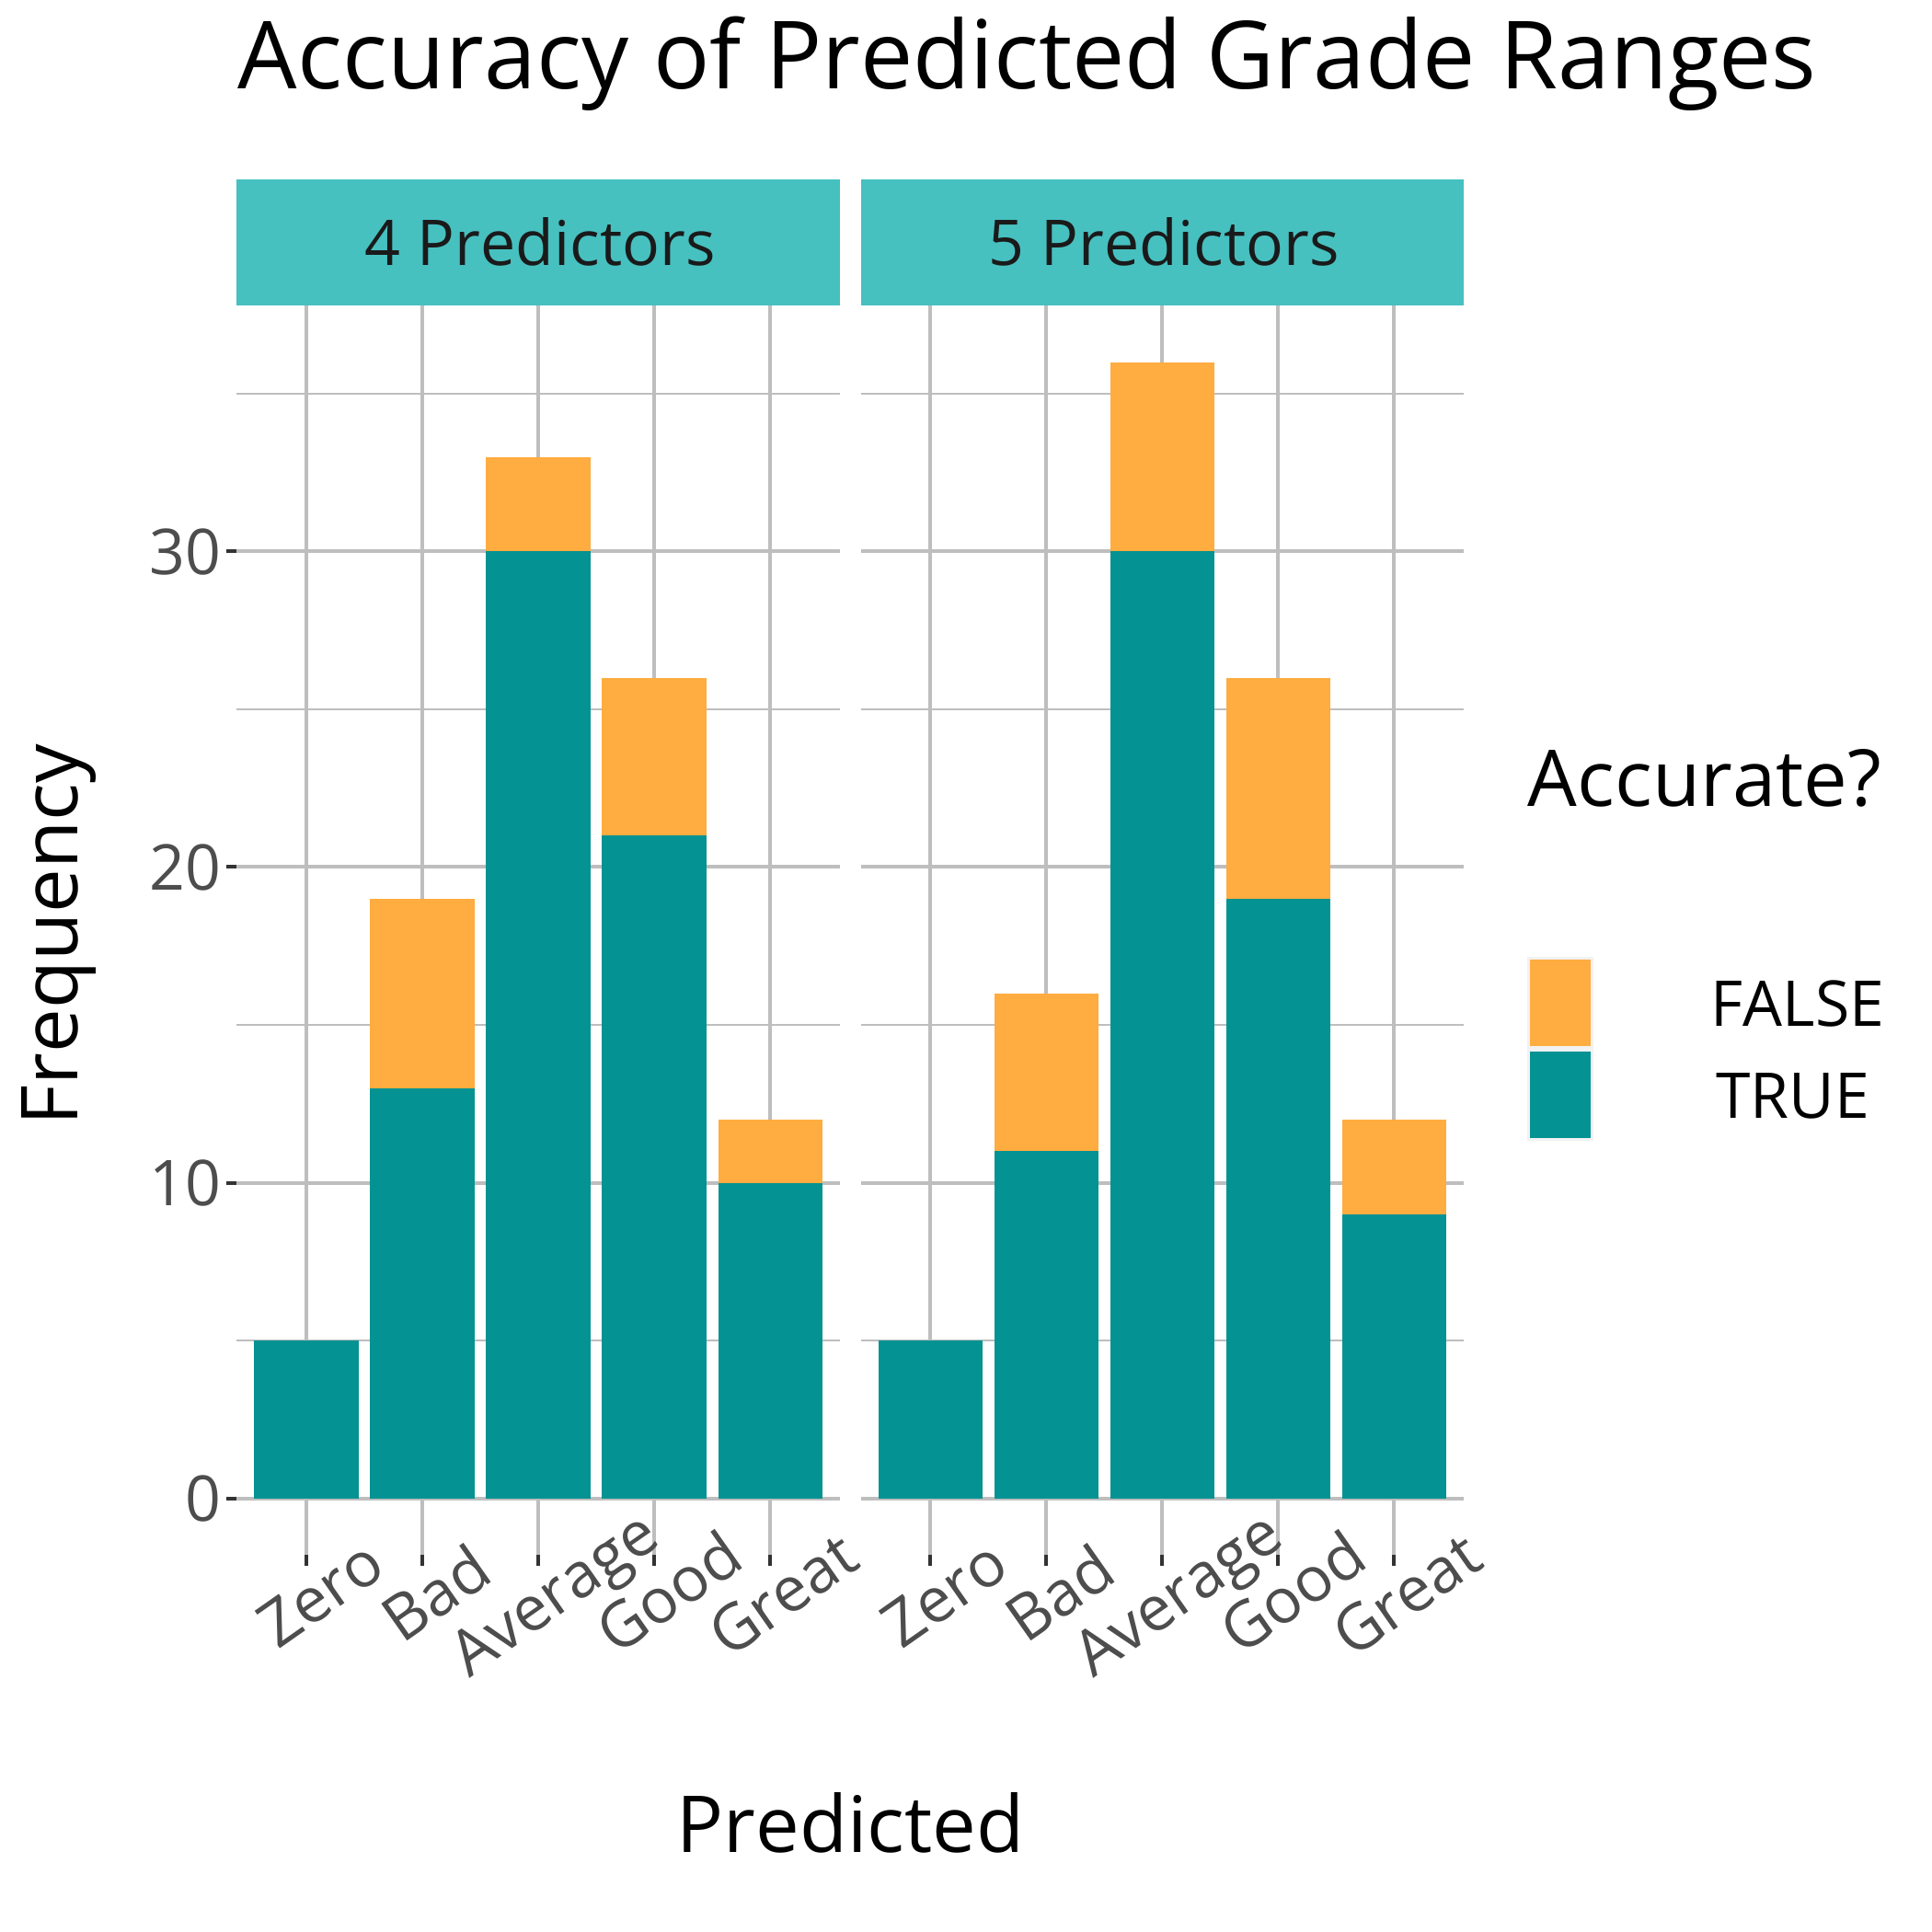 Accuracy of Predicted Grade Ranges
4 Predictors
5 Predictors
Frequency
30
20
10
0
Zero
Bad
Average
Good
Great
Zero
Bad
Average
Good
Great
Predicted
Accurate?
FALSE
TRUE